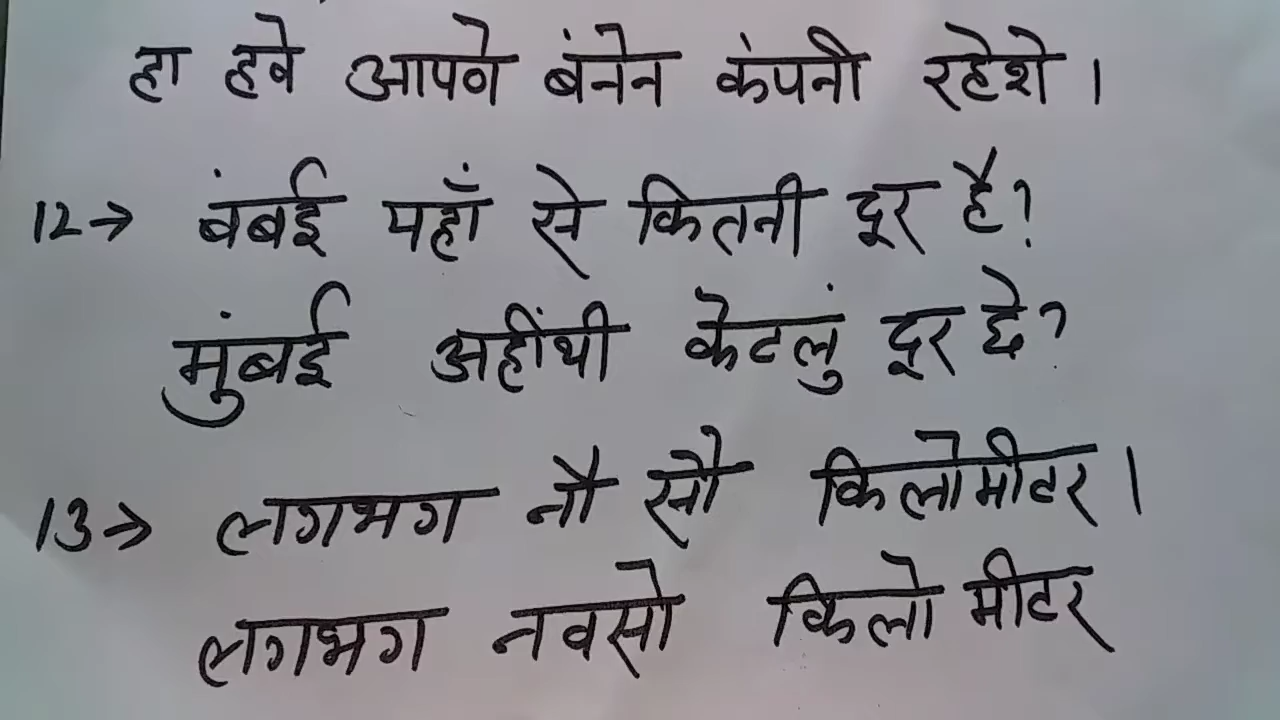 हा हवे आपणे बंनेन कंपनी रहेशे ।
12→ बंबई यहाँ से कितनी दूर है?
मुंबई अहींथी केटलुं दूर छे?
13→ लगभग नौ सौ किलोमीटर ।
लगभग नवसो किलो मीटर